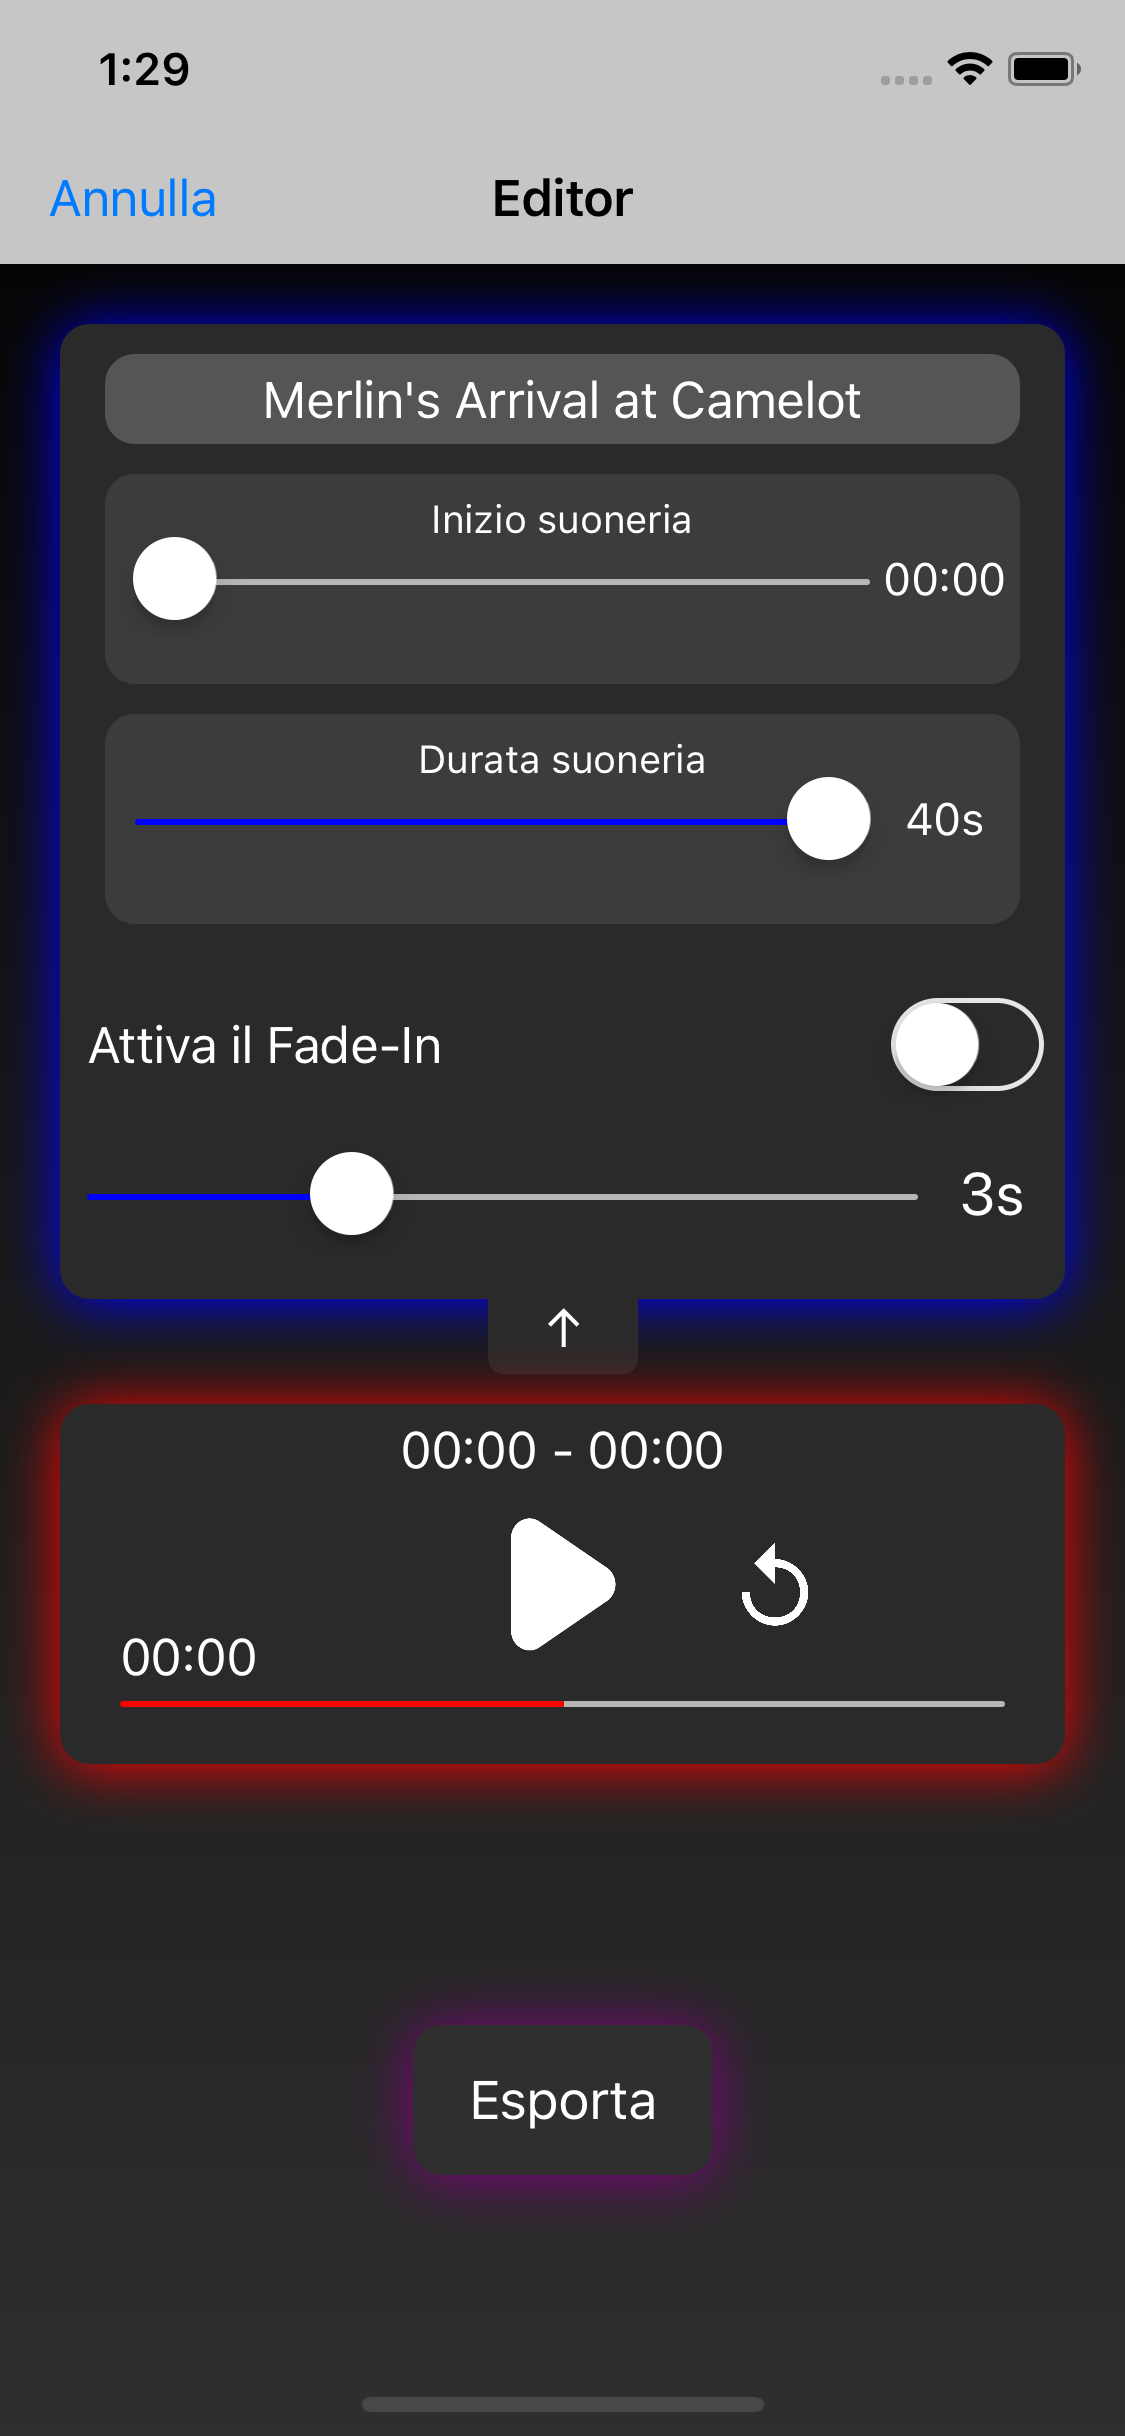 1:29
Annulla
Editor
Merlin's Arrival at Camelot
Inizio suoneria
00:00
Durata suoneria
40s
Attiva il Fade-In
3s
00:00 - 00:00
00:00
Esporta